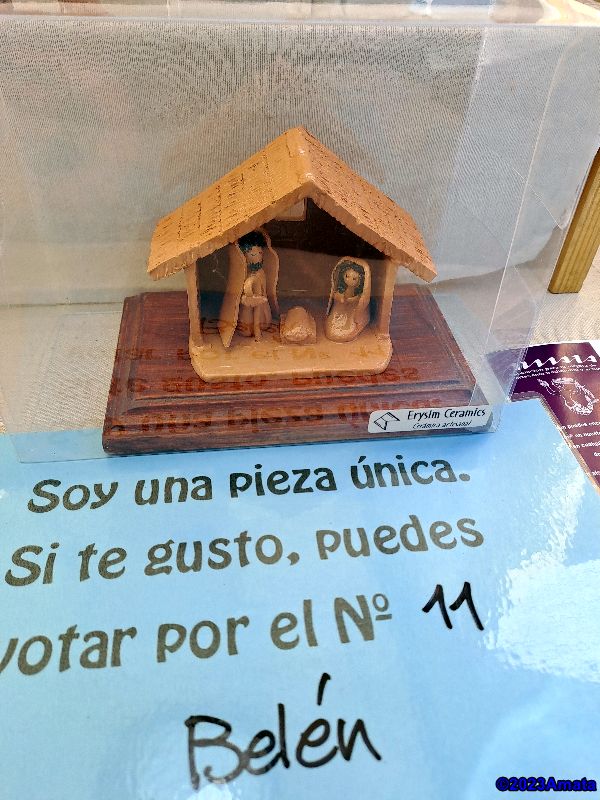 Erysim Ceramics
Cerámica artesanal
Soy una pieza única.
Si te gusto, puedes
votar por el Nº 11
Belén
©2023Amata